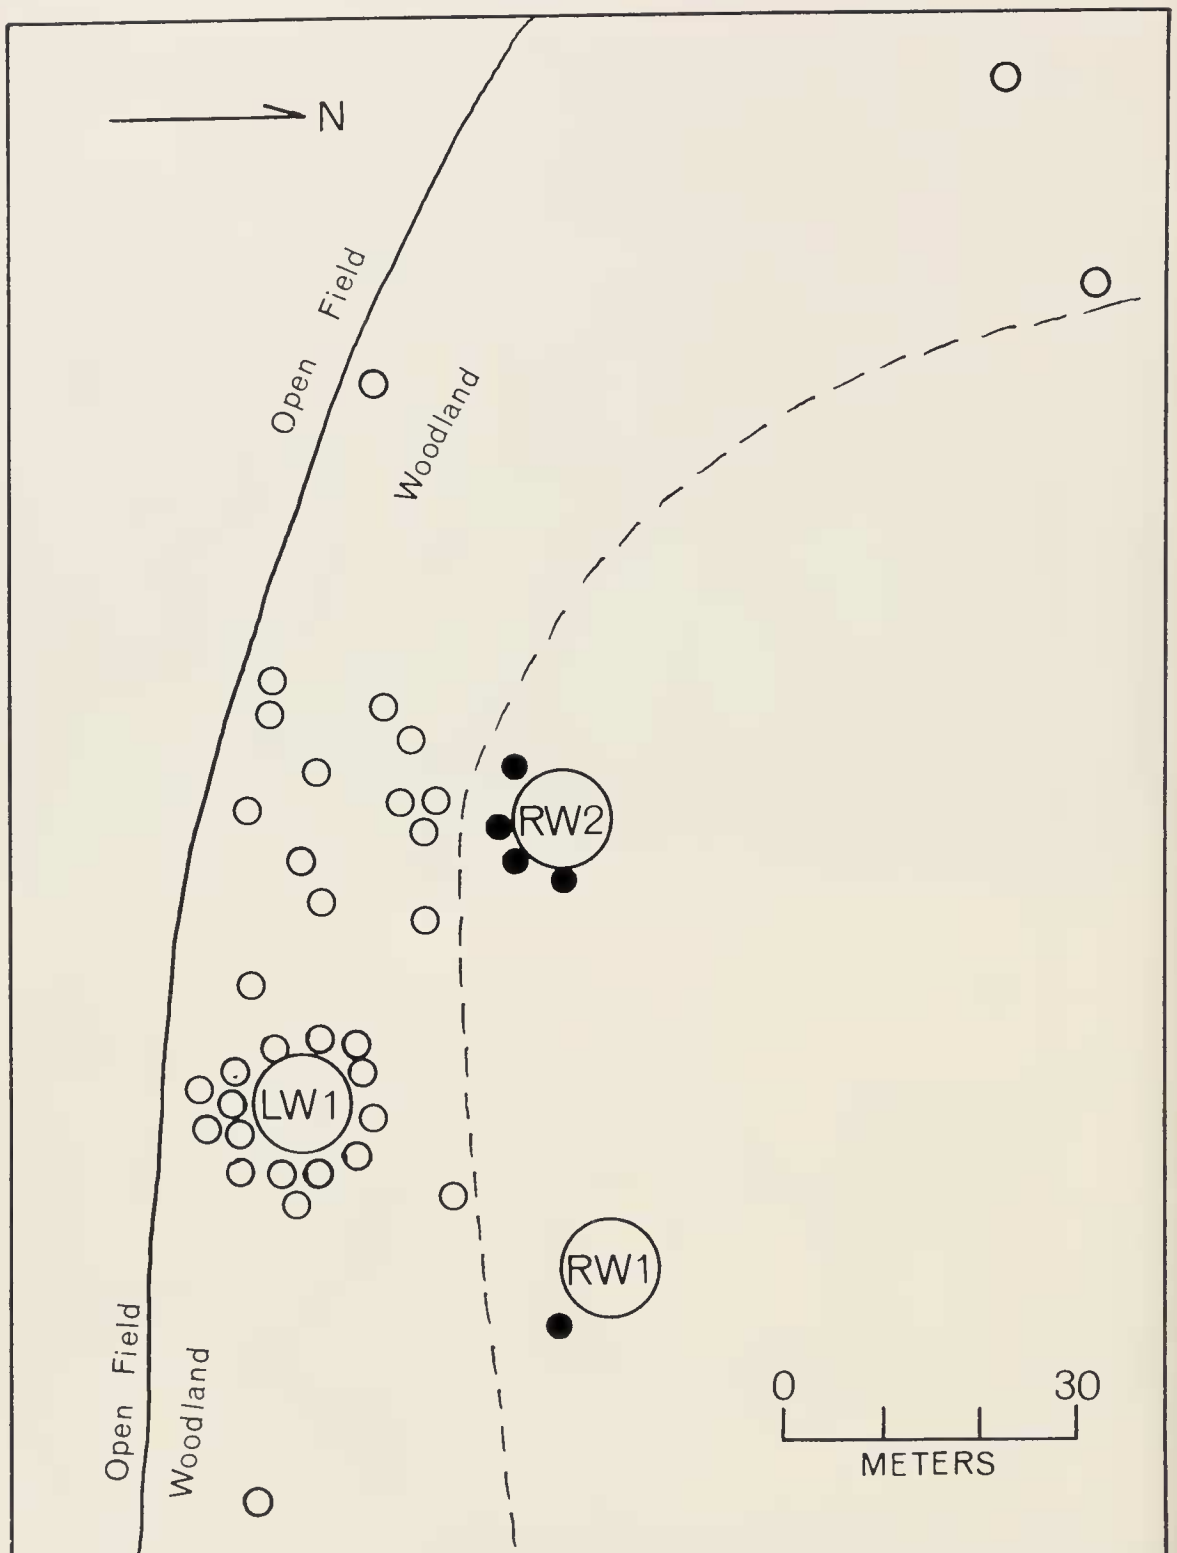 N
Open Field
Woodland
RW2
LW1
RW1
Open Field
Woodland
0 30
METERS